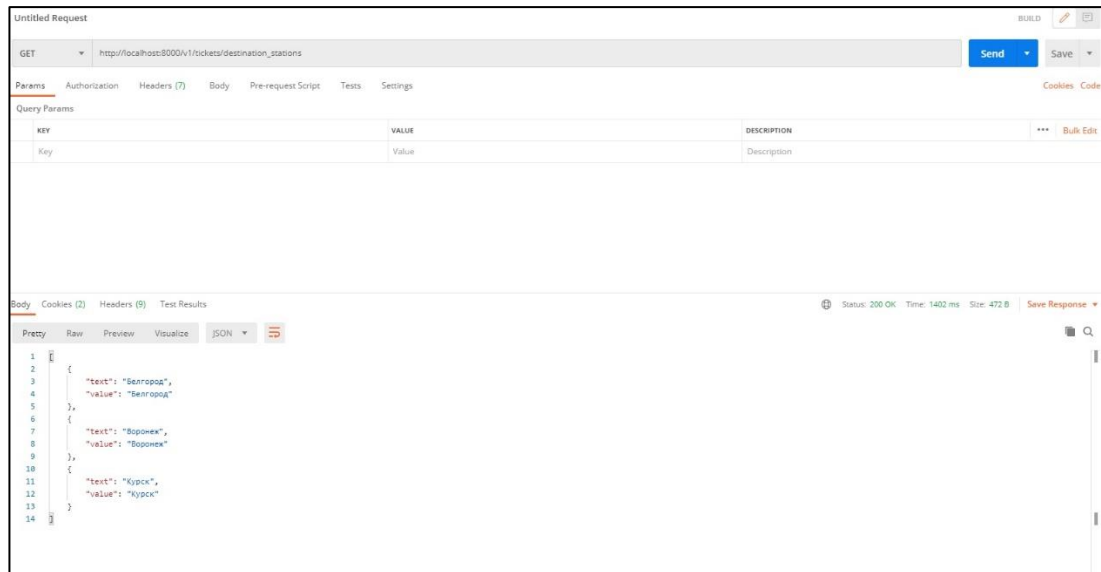 Untitled Request
BUILD
GET
http://localhost:8000/v1/tickets/destination_stations
Send
Save
Params Authorization Headers (7) Body Pre-request Script Tests Settings
Cookies Code
Query Params
KEY VALUE DESCRIPTION ••• Bulk Edit
Key Value Description
Body Cookies (2) Headers (9) Test Results
Status: 200 OK Time: 1402 ms Size: 472 B Save Response
Pretty Raw Preview Visualize JSON
1 [
2 {
3 "text": "Белгород",
4 "value": "Белгород"
5 },
6 {
7 "text": "Воронеж",
8 "value": "Воронеж"
9 },
10 {
11 "text": "Курск",
12 "value": "Курск"
13 }
14 ]